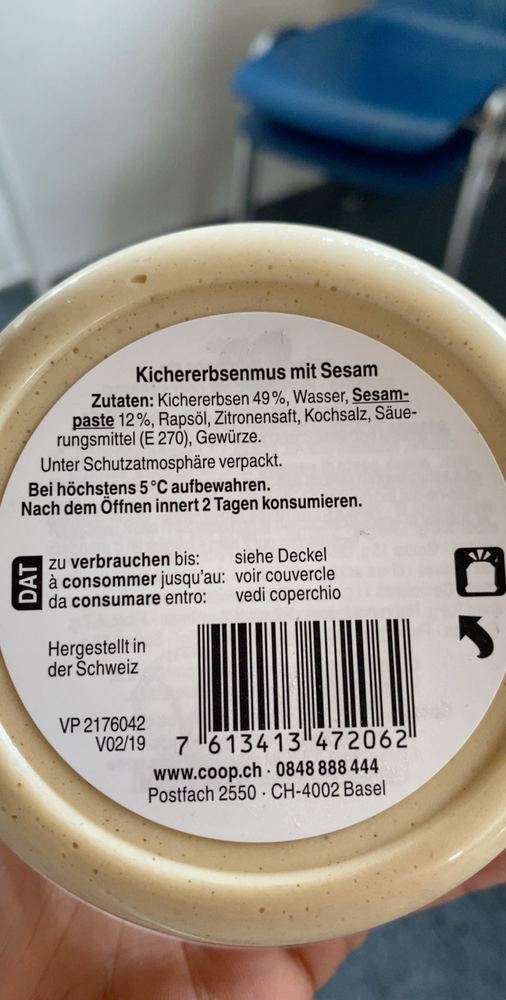 Kichererbsenmus mit Sesam
Zutaten: Kichererbsen 49%, Wasser, Sesam-
paste 12%, Rapsöl, Zitronensaft, Kochsalz, Säue-
rungsmittel (E 270), Gewürze.
Unter Schutzatmosphäre verpackt.
Bei höchstens 5°C aufbewahren.
Nach dem Öffnen innert 2 Tagen konsumieren.
DAT
zu verbrauchen bis: siehe Deckel
à consommer jusqu'au: voir couvercle
da consumare entro: vedi coperchio
Hergestellt in
der Schweiz
VP 2176042
V02/19
7 613413 472062
www.coop.ch · 0848 888 444
Postfach 2550 · CH-4002 Basel